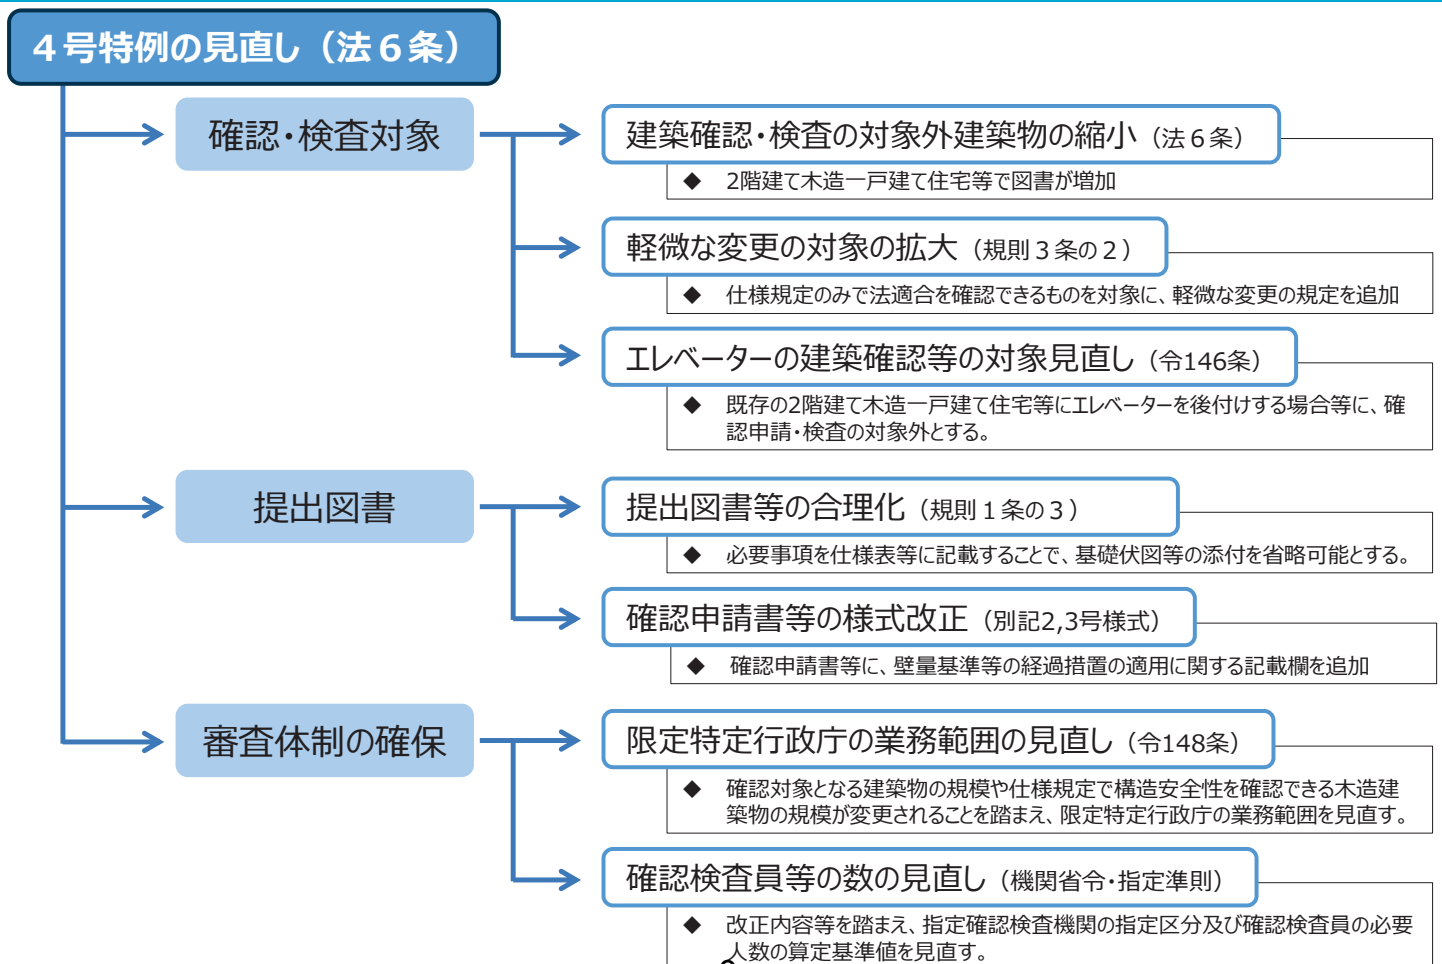 ４号特例の見直し（法６条）
確認・検査対象
建築確認・検査の対象外建築物の縮小（法６条）
◆ 2階建て木造一戸建て住宅等で図書が増加
軽微な変更の対象の拡大（規則３条の２）
◆ 仕様規定のみで法適合を確認できるものを対象に、軽微な変更の規定を追加
エレベーターの建築確認等の対象見直し（令146条）
◆ 既存の2階建て木造一戸建て住宅等にエレベーターを後付けする場合等に、確
認申請・検査の対象外とする。
提出図書
提出図書等の合理化（規則１条の３）
◆ 必要事項を仕様表等に記載することで、基礎伏図等の添付を省略可能とする。
確認申請書等の様式改正（別記2,3号様式）
◆ 確認申請書等に、壁量基準等の経過措置の適用に関する記載欄を追加
審査体制の確保
限定特定行政庁の業務範囲の見直し（令148条）
◆ 確認対象となる建築物の規模や仕様規定で構造安全性を確認できる木造建
築物の規模が変更されることを踏まえ、限定特定行政庁の業務範囲を見直す。
確認検査員等の数の見直し（機関省令・指定準則）
◆ 改正内容等を踏まえ、指定確認検査機関の指定区分及び確認検査員の必要
人数の算定基準値を見直す。